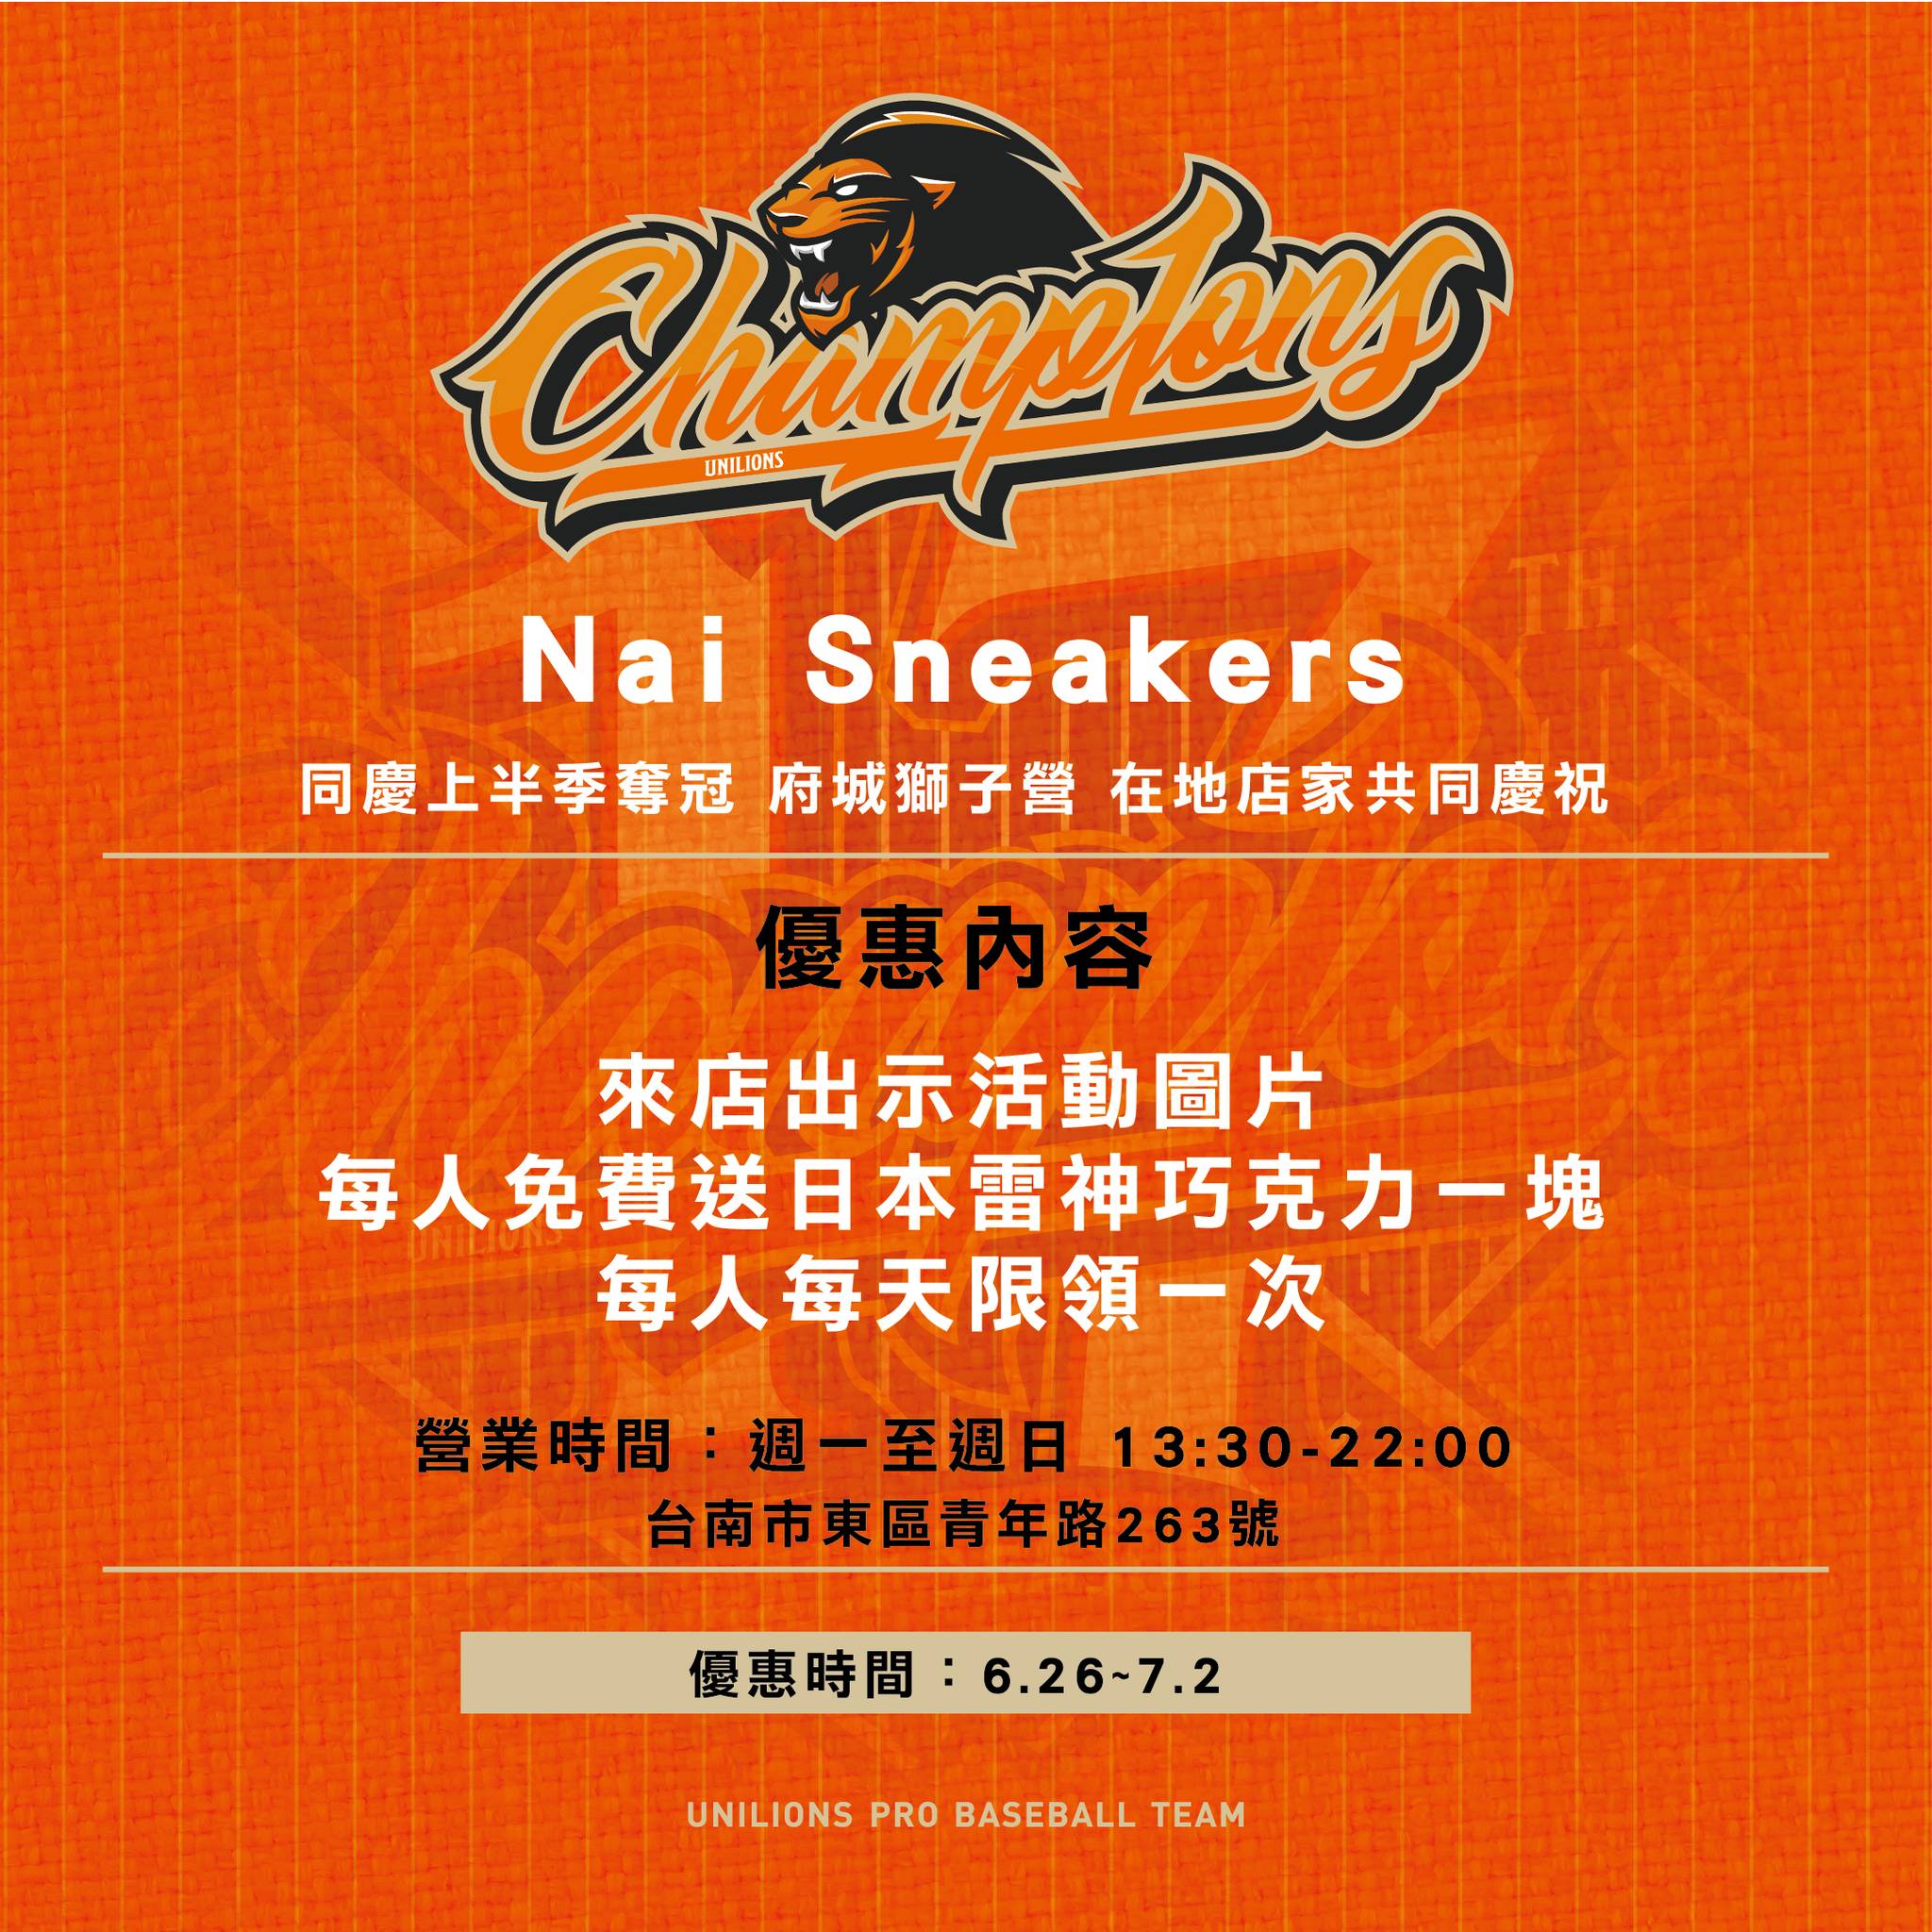 Champ1ons
UNILIONS
TH
Nai Sneakers
同慶上半季奪冠 府城獅子營 在地店家共同慶祝
優惠內容
來店出示活動圖片
每人免費送日本雷神巧克力一塊
UNILIONS
每人每天限領一次
營業時間：週一至週日 13:30-22:00
台南市東區青年路263號
優惠時間：6.26~7.2
UNILIONS PRO BASEBALL TEAM